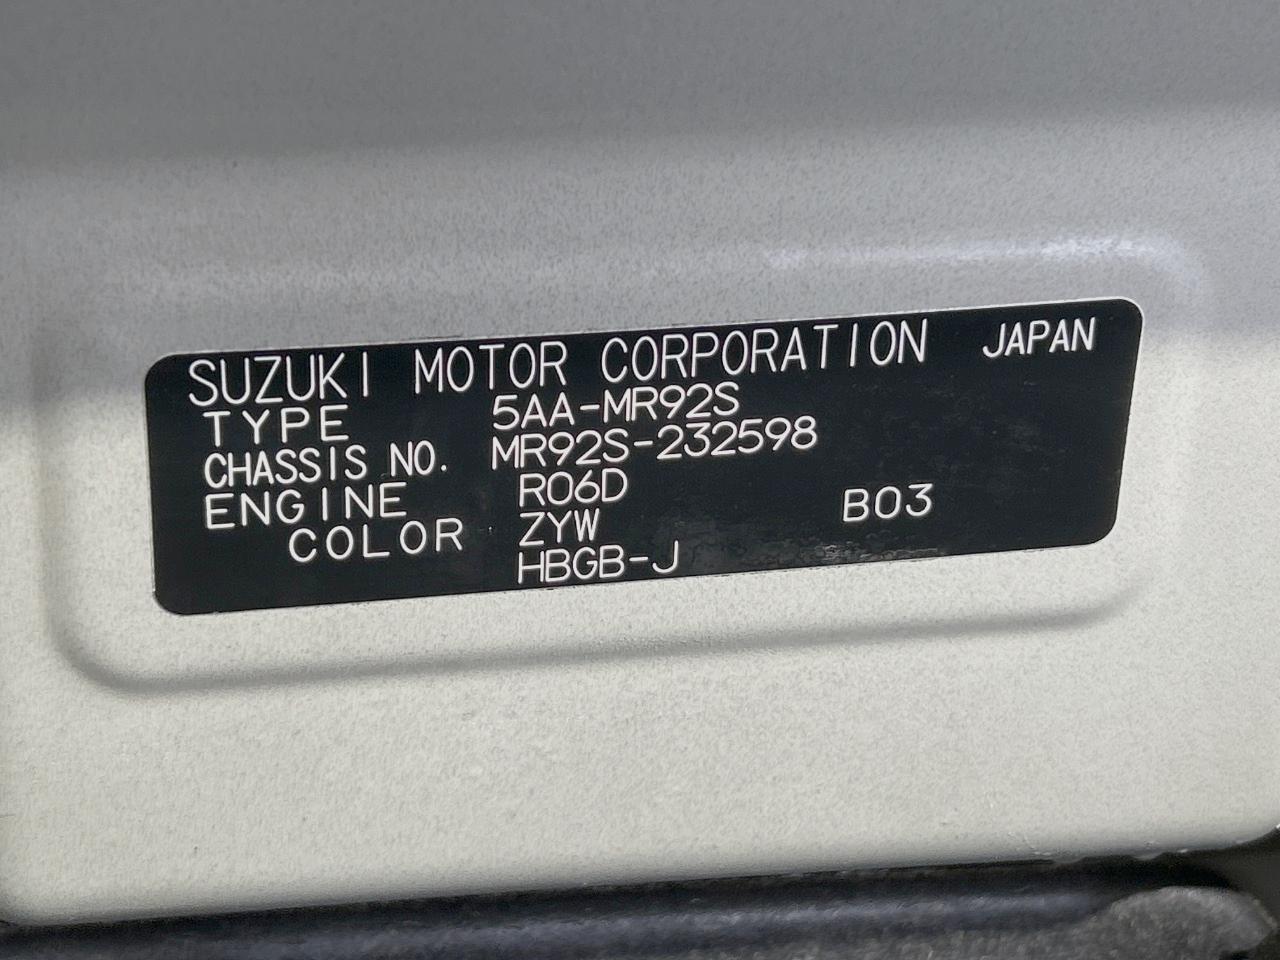 SUZUKI MOTOR CORPORATION JAPAN
TYPE 5AA-MR92S
CHASSIS NO. MR92S-232598
ENGINE R06D
COLOR ZYW B03
HBGB-J